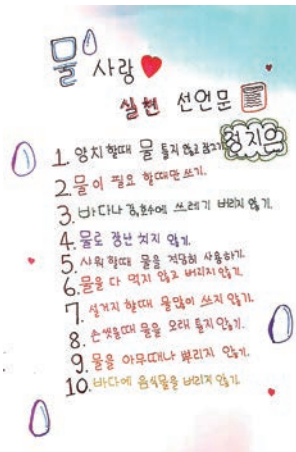 물 사랑
실천 선언문
정지은
1. 양치 할때 물 틀지 않고 잠그기.
2. 물이 필요 할때만 쓰기.
3. 바다나 강,호수에 쓰레기 버리지 않기.
4. 물로 장난 치지 않기.
5. 샤워 할때 물을 적당히 사용하기.
6. 물을 다 먹지 않고 버리지 않기.
7. 설거지 할때 물많이 쓰지 않기.
8. 손씻을때 물을 오래 틀지 않기.
9. 물을 아무때나 뿌리지 않기.
10. 바다에 음식물을 버리지 않기.